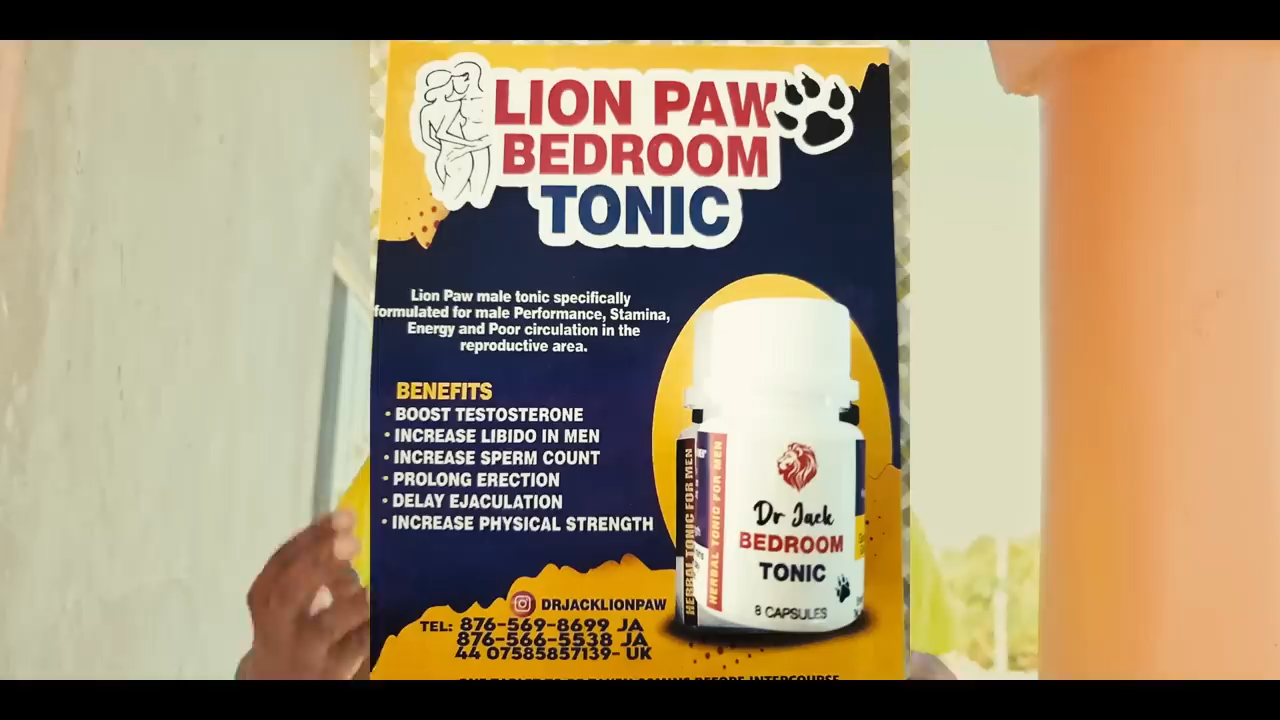 LION PAW
BEDROOM
TONIC
Lion Paw male tonic specifically
formulated for male Performance, Stamina,
Energy and Poor circulation in the
reproductive area.
BENEFITS
• BOOST TESTOSTERONE
• INCREASE LIBIDO IN MEN
• INCREASE SPERM COUNT
• PROLONG ERECTION
• DELAY EJACULATION
• INCREASE PHYSICAL STRENGTH
HERBAL TONIC FOR MEN
HERBAL TONIC FOR MEN
Dr Jack
BEDROOM
TONIC
8 CAPSULES
DRJACKLIONPAW
TEL: 876-569-8699 JA
876-566-5538 JA
44 07585857139- UK